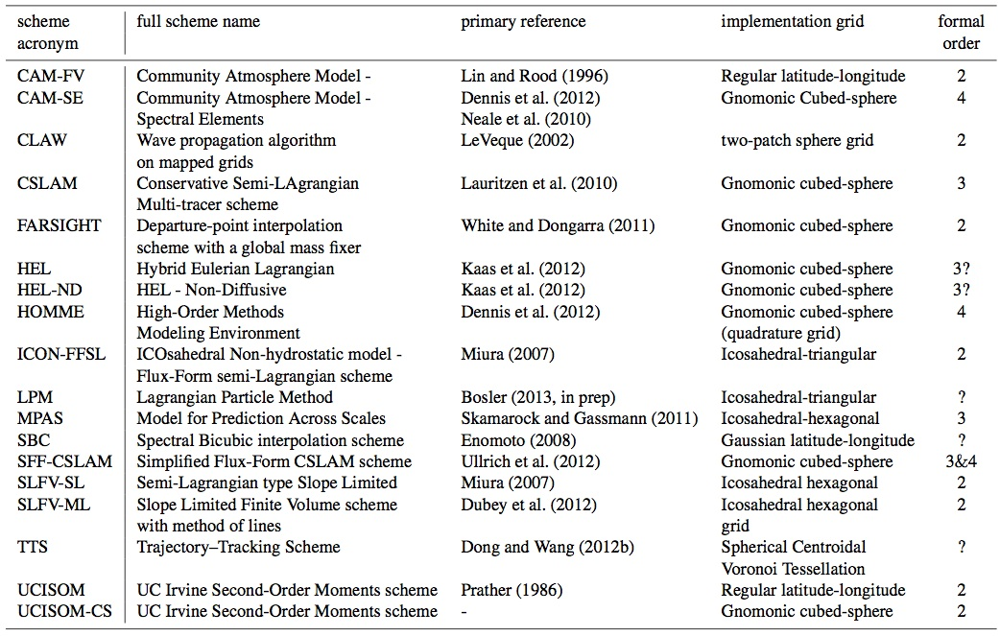 scheme full scheme name primary reference implementation grid formal
acronym order
CAM-FV Community Atmosphere Model - Lin and Rood (1996) Regular latitude-longitude 2
CAM-SE Community Atmosphere Model - Dennis et al. (2012) Gnomonic Cubed-sphere 4
Spectral Elements Neale et al. (2010)
CLAW Wave propagation algorithm LeVeque (2002) two-patch sphere grid 2
on mapped grids
CSLAM Conservative Semi-LAgrangian Lauritzen et al. (2010) Gnomonic cubed-sphere 3
Multi-tracer scheme
FARSIGHT Departure-point interpolation White and Dongarra (2011) Gnomonic cubed-sphere 2
scheme with a global mass fixer
HEL Hybrid Eulerian Lagrangian Kaas et al. (2012) Gnomonic cubed-sphere 3?
HEL-ND HEL - Non-Diffusive Kaas et al. (2012) Gnomonic cubed-sphere 3?
HOMME High-Order Methods Dennis et al. (2012) Gnomonic cubed-sphere 4
Modeling Environment (quadrature grid)
ICON-FFSL ICOsahedral Non-hydrostatic model - Miura (2007) Icosahedral-triangular 2
Flux-Form semi-Lagrangian scheme
LPM Lagrangian Particle Method Bosler (2013, in prep) Icosahedral-triangular ?
MPAS Model for Prediction Across Scales Skamarock and Gassmann (2011) Icosahedral-hexagonal 3
SBC Spectral Bicubic interpolation scheme Enomoto (2008) Gaussian latitude-longitude ?
SFF-CSLAM Simplified Flux-Form CSLAM scheme Ullrich et al. (2012) Gnomonic cubed-sphere 3&4
SLFV-SL Semi-Lagrangian type Slope Limited Miura (2007) Icosahedral hexagonal 2
SLFV-ML Slope Limited Finite Volume scheme Dubey et al. (2012) Icosahedral hexagonal 2
with method of lines grid
TTS Trajectory–Tracking Scheme Dong and Wang (2012b) Spherical Centroidal ?
Voronoi Tessellation
UCISOM UC Irvine Second-Order Moments scheme Prather (1986) Regular latitude-longitude 2
UCISOM-CS UC Irvine Second-Order Moments scheme - Gnomonic cubed-sphere 2